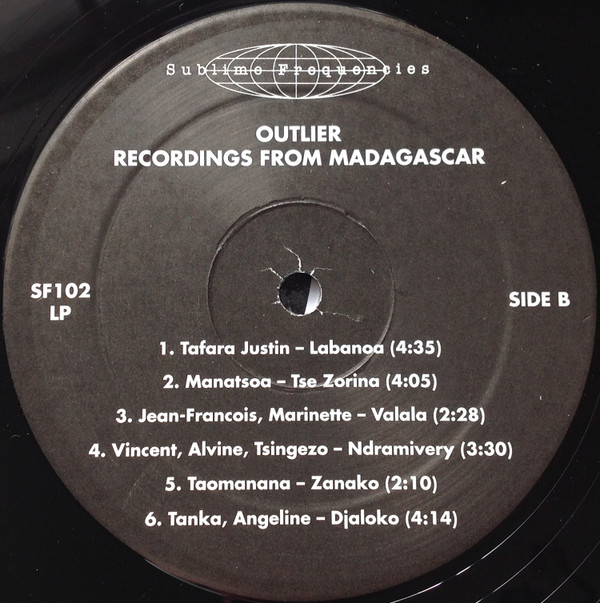 Sublime Frequencies
OUTLIER
RECORDINGS FROM MADAGASCAR
SF102
LP
SIDE B
1. Tafara Justin – Labanoa (4:35)
2. Manatsoa – Tse Zorina (4:05)
3. Jean-Francois, Marinette – Valala (2:28)
4. Vincent, Alvine, Tsingezo – Ndramivery (3:30)
5. Taomanana – Zanako (2:10)
6. Tanka, Angeline – Djaloko (4:14)